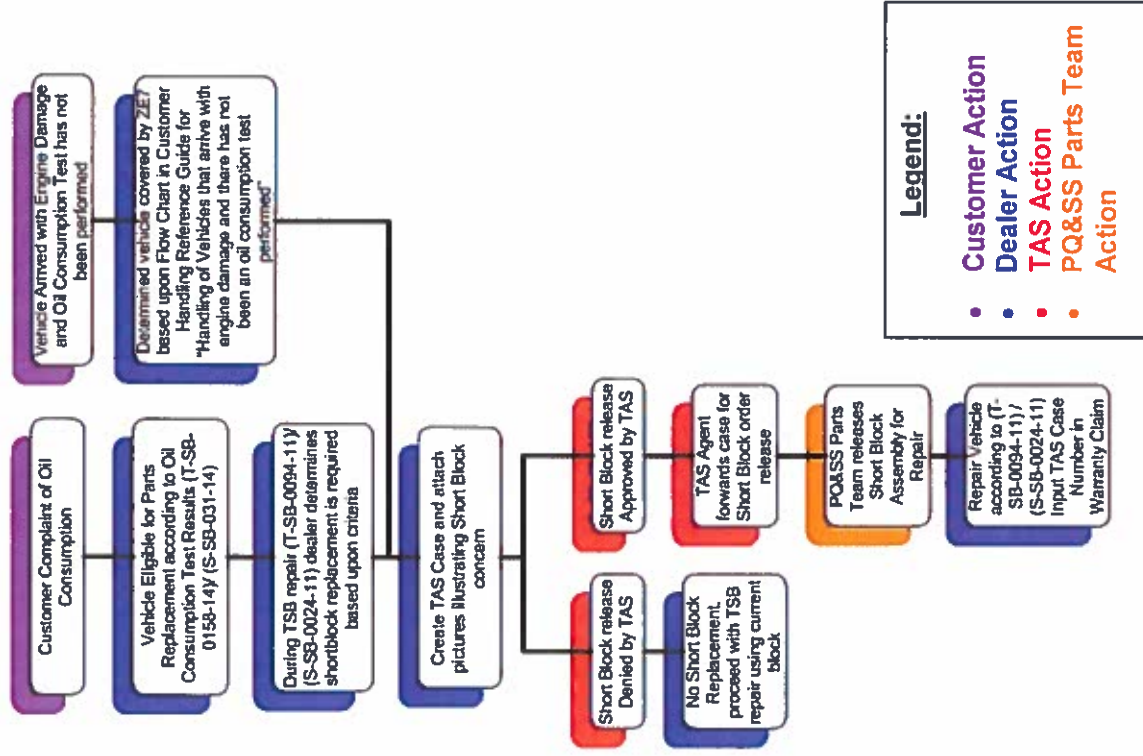 Customer Complaint of Oil
Consumption
Vehicle Eligible for Parts
Replacement according to Oil
Consumption Test Results (T-SB-
0158-14)/ (S-SB-031-14)
During TSB repair (T-SB-0094-11)/
(S-SB-0024-11) dealer determines
shortblock replacement is required
based upon criteria
Vehicle Arrived with Engine Damage
and Oil Consumption Test has not
been performed
Determined vehicle covered by ZE7
based upon Flow Chart in Customer
Handling Reference Guide for
"Handling of Vehicles that arrive with
engine damage and there has not
been an oil consumption test
performed"
Create TAS Case and attach
pictures illustrating Short Block
concern
Short Block release
Denied by TAS
No Short Block
Replacement,
proceed with TSB
repair using current
block
Short Block release
Approved by TAS
TAS Agent
forwards case for
Short Block order
release
PQ&SS Parts
Team releases
Short Block
Assembly for
Repair
Repair Vehicle
according to (T-
SB-0094-11) /
(S-SB-0024-11)
Input TAS Case
Number in
Warranty Claim
Legend:
• Customer Action
• Dealer Action
• TAS Action
• PQ&SS Parts Team
Action